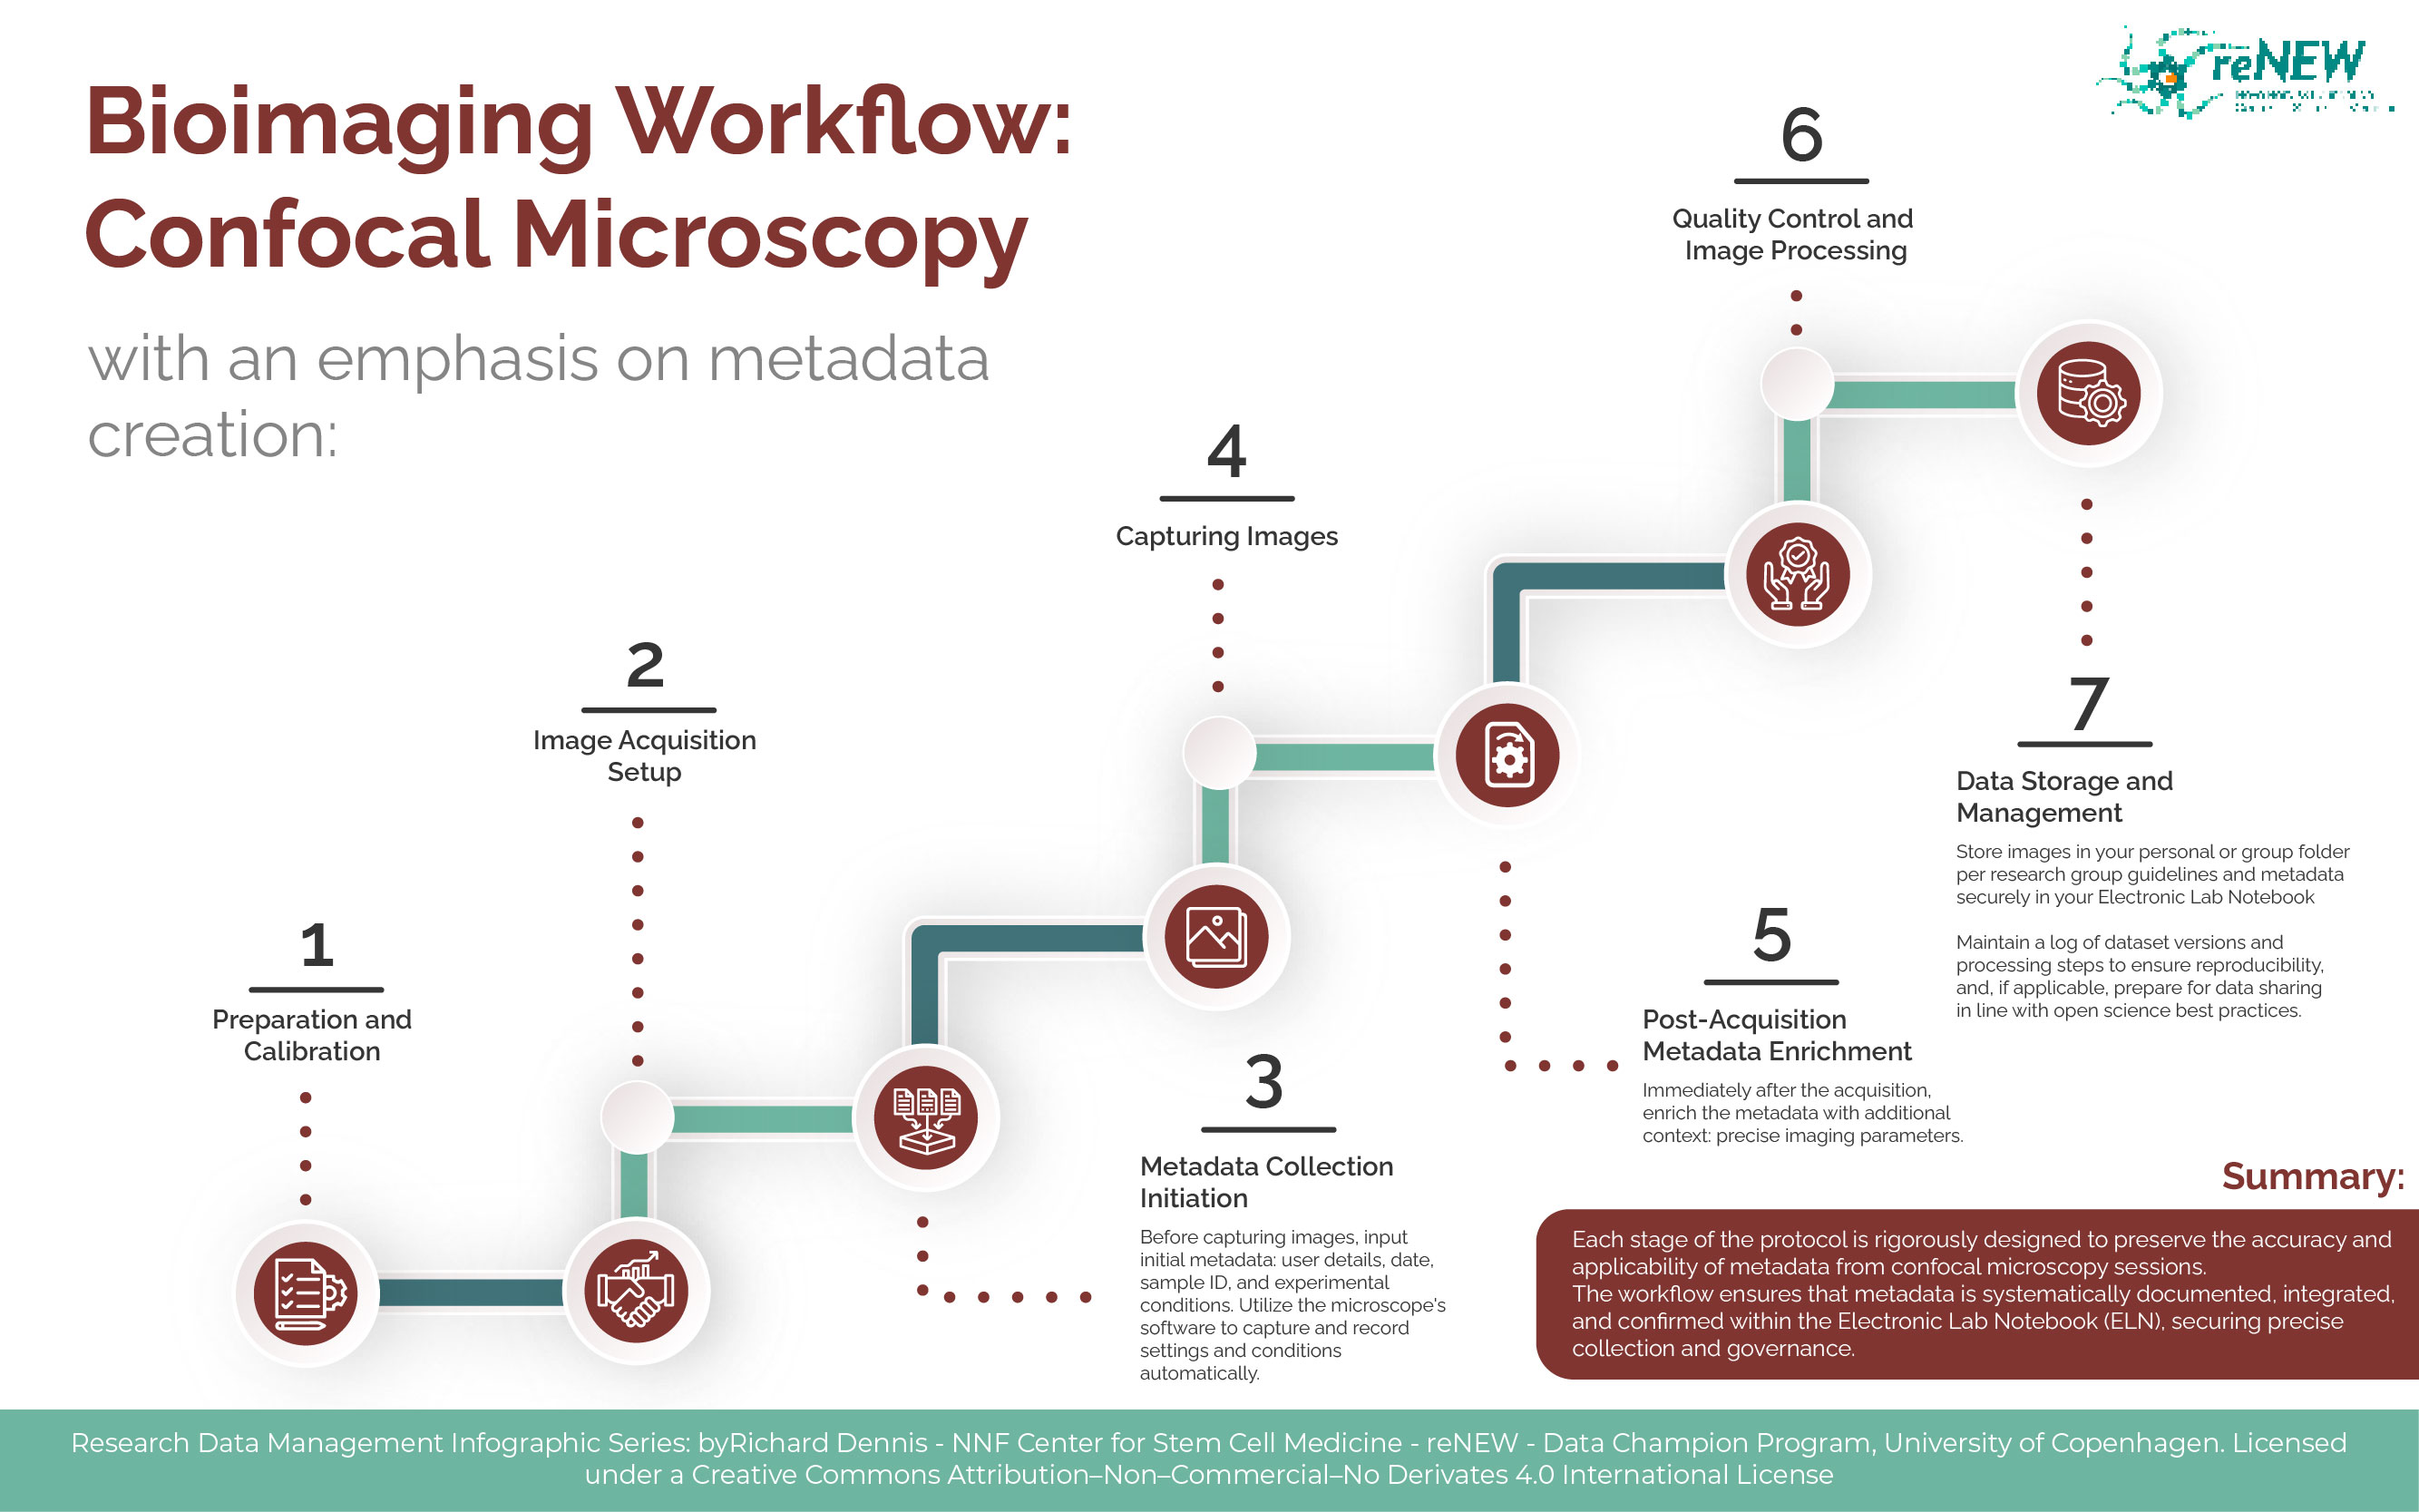 Bioimaging Workflow:
Confocal Microscopy
with an emphasis on metadata
creation:
reNEW
1
Preparation and
Calibration
2
Image Acquisition
Setup
3
Metadata Collection
Initiation
Before capturing images, input
initial metadata: user details, date,
sample ID, and experimental
conditions. Utilize the microscope's
software to capture and record
settings and conditions
automatically.
4
Capturing Images
5
Post-Acquisition
Metadata Enrichment
Immediately after the acquisition,
enrich the metadata with additional
context: precise imaging parameters.
6
Quality Control and
Image Processing
7
Data Storage and
Management
Store images in your personal or group folder
per research group guidelines and metadata
securely in your Electronic Lab Notebook
Maintain a log of dataset versions and
processing steps to ensure reproducibility,
and, if applicable, prepare for data sharing
in line with open science best practices.
Summary:
Each stage of the protocol is rigorously designed to preserve the accuracy and
applicability of metadata from confocal microscopy sessions.
The workflow ensures that metadata is systematically documented, integrated,
and confirmed within the Electronic Lab Notebook (ELN), securing precise
collection and governance.
Research Data Management Infographic Series: byRichard Dennis - NNF Center for Stem Cell Medicine - reNEW - Data Champion Program, University of Copenhagen. Licensed
under a Creative Commons Attribution–Non–Commercial–No Derivates 4.0 International License